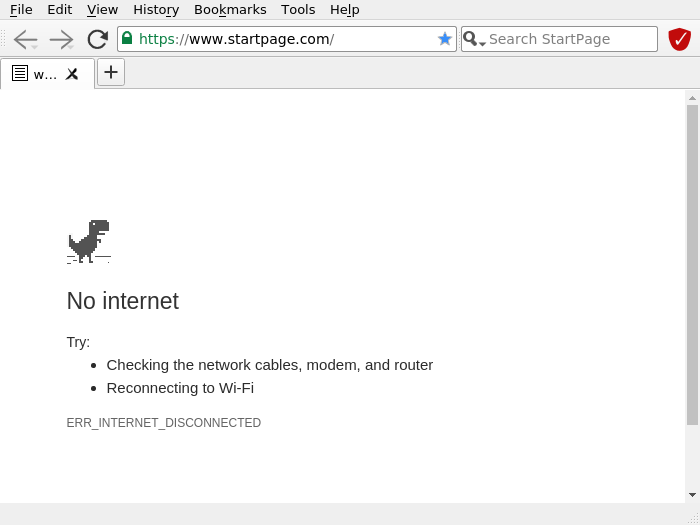 File Edit View History Bookmarks Tools Help
https://www.startpage.com/ Search StartPage
w...
No internet
Try:
Checking the network cables, modem, and router
Reconnecting to Wi-Fi
ERR_INTERNET_DISCONNECTED